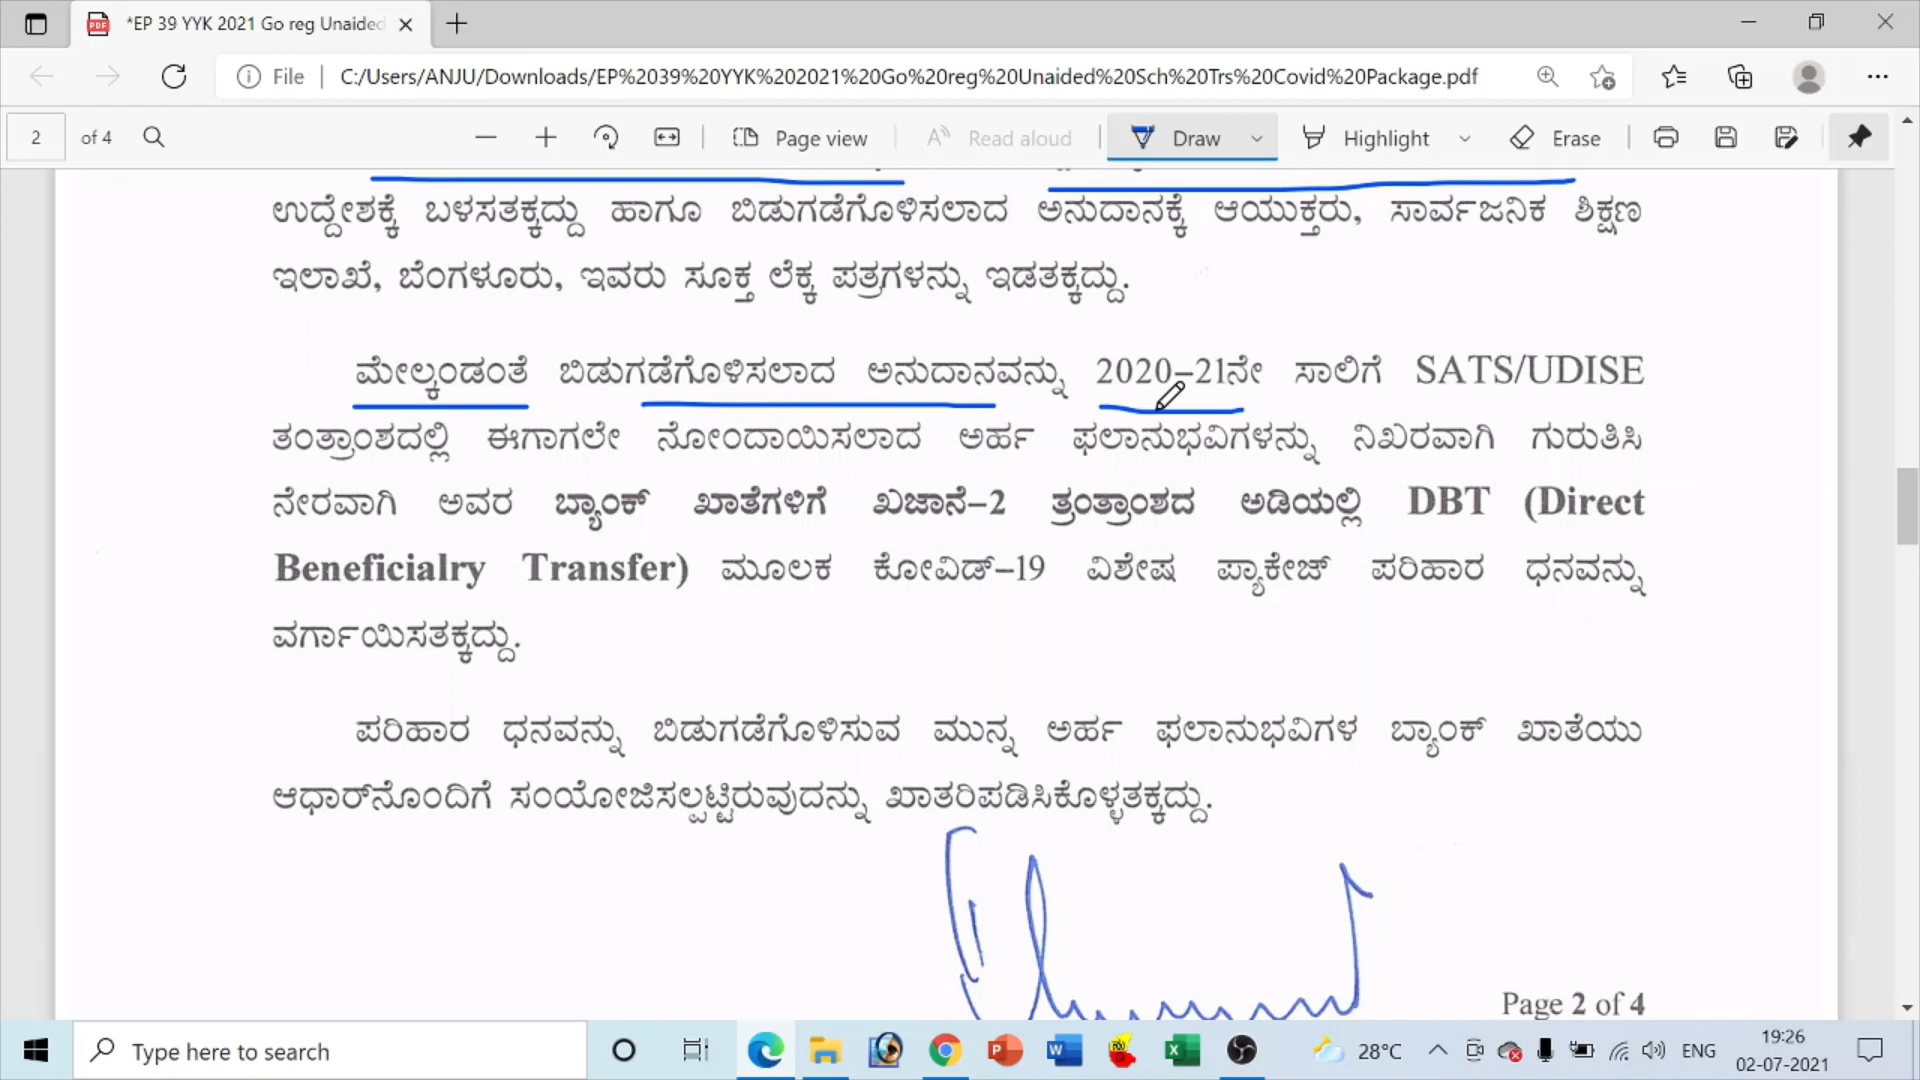 *EP 39 YYK 2021 Go reg Unaided
File C:/Users/ANJU/Downloads/EP%2039%20YYK%202021%20Go%20reg%20Unaided%20Sch%20Trs%20Covid%20Package.pdf
2 of 4 Page view Read aloud Draw Highlight Erase
ಉದ್ದೇಶಕ್ಕೆ ಬಳಸತಕ್ಕದ್ದು ಹಾಗೂ ಬಿಡುಗಡೆಗೊಳಿಸಲಾದ ಅನುದಾನಕ್ಕೆ ಆಯುಕ್ತರು, ಸಾರ್ವಜನಿಕ ಶಿಕ್ಷಣ
ಇಲಾಖೆ, ಬೆಂಗಳೂರು, ಇವರು ಸೂಕ್ತ ಲೆಕ್ಕ ಪತ್ರಗಳನ್ನು ಇಡತಕ್ಕದ್ದು.
ಮೇಲ್ಕಂಡಂತೆ ಬಿಡುಗಡೆಗೊಳಿಸಲಾದ ಅನುದಾನವನ್ನು 2020–21ನೇ ಸಾಲಿಗೆ SATS/UDISE
ತಂತ್ರಾಂಶದಲ್ಲಿ ಈಗಾಗಲೇ ನೋಂದಾಯಿಸಲಾದ ಅರ್ಹ ಫಲಾನುಭವಿಗಳನ್ನು ನಿಖರವಾಗಿ ಗುರುತಿಸಿ
ನೇರವಾಗಿ ಅವರ ಬ್ಯಾಂಕ್ ಖಾತೆಗಳಿಗೆ ಖಜಾನೆ–2 ತ್ರಂತ್ರಾಂಶದ ಅಡಿಯಲ್ಲಿ DBT (Direct
Beneficialry Transfer) ಮೂಲಕ ಕೋವಿಡ್–19 ವಿಶೇಷ ಪ್ಯಾಕೇಜ್ ಪರಿಹಾರ ಧನವನ್ನು
ವರ್ಗಾಯಿಸತಕ್ಕದ್ದು.
ಪರಿಹಾರ ಧನವನ್ನು ಬಿಡುಗಡೆಗೊಳಿಸುವ ಮುನ್ನ ಅರ್ಹ ಫಲಾನುಭವಿಗಳ ಬ್ಯಾಂಕ್ ಖಾತೆಯು
ಆಧಾರ್‌ನೊಂದಿಗೆ ಸಂಯೋಜಿಸಲ್ಪಟ್ಟಿರುವುದನ್ನು ಖಾತರಿಪಡಿಸಿಕೊಳ್ಳತಕ್ಕದ್ದು.
Page 2 of 4
Type here to search 28°C ENG 19:26
02-07-2021